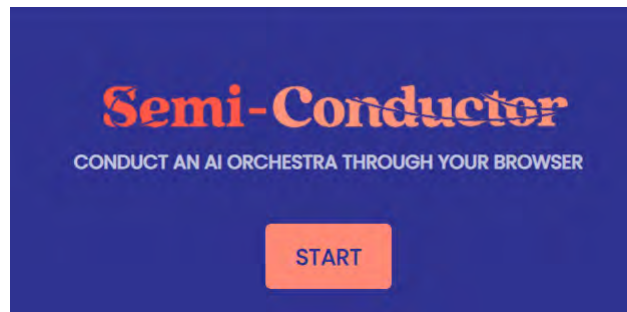 Semi-Conductor
CONDUCT AN AI ORCHESTRA THROUGH YOUR BROWSER
START